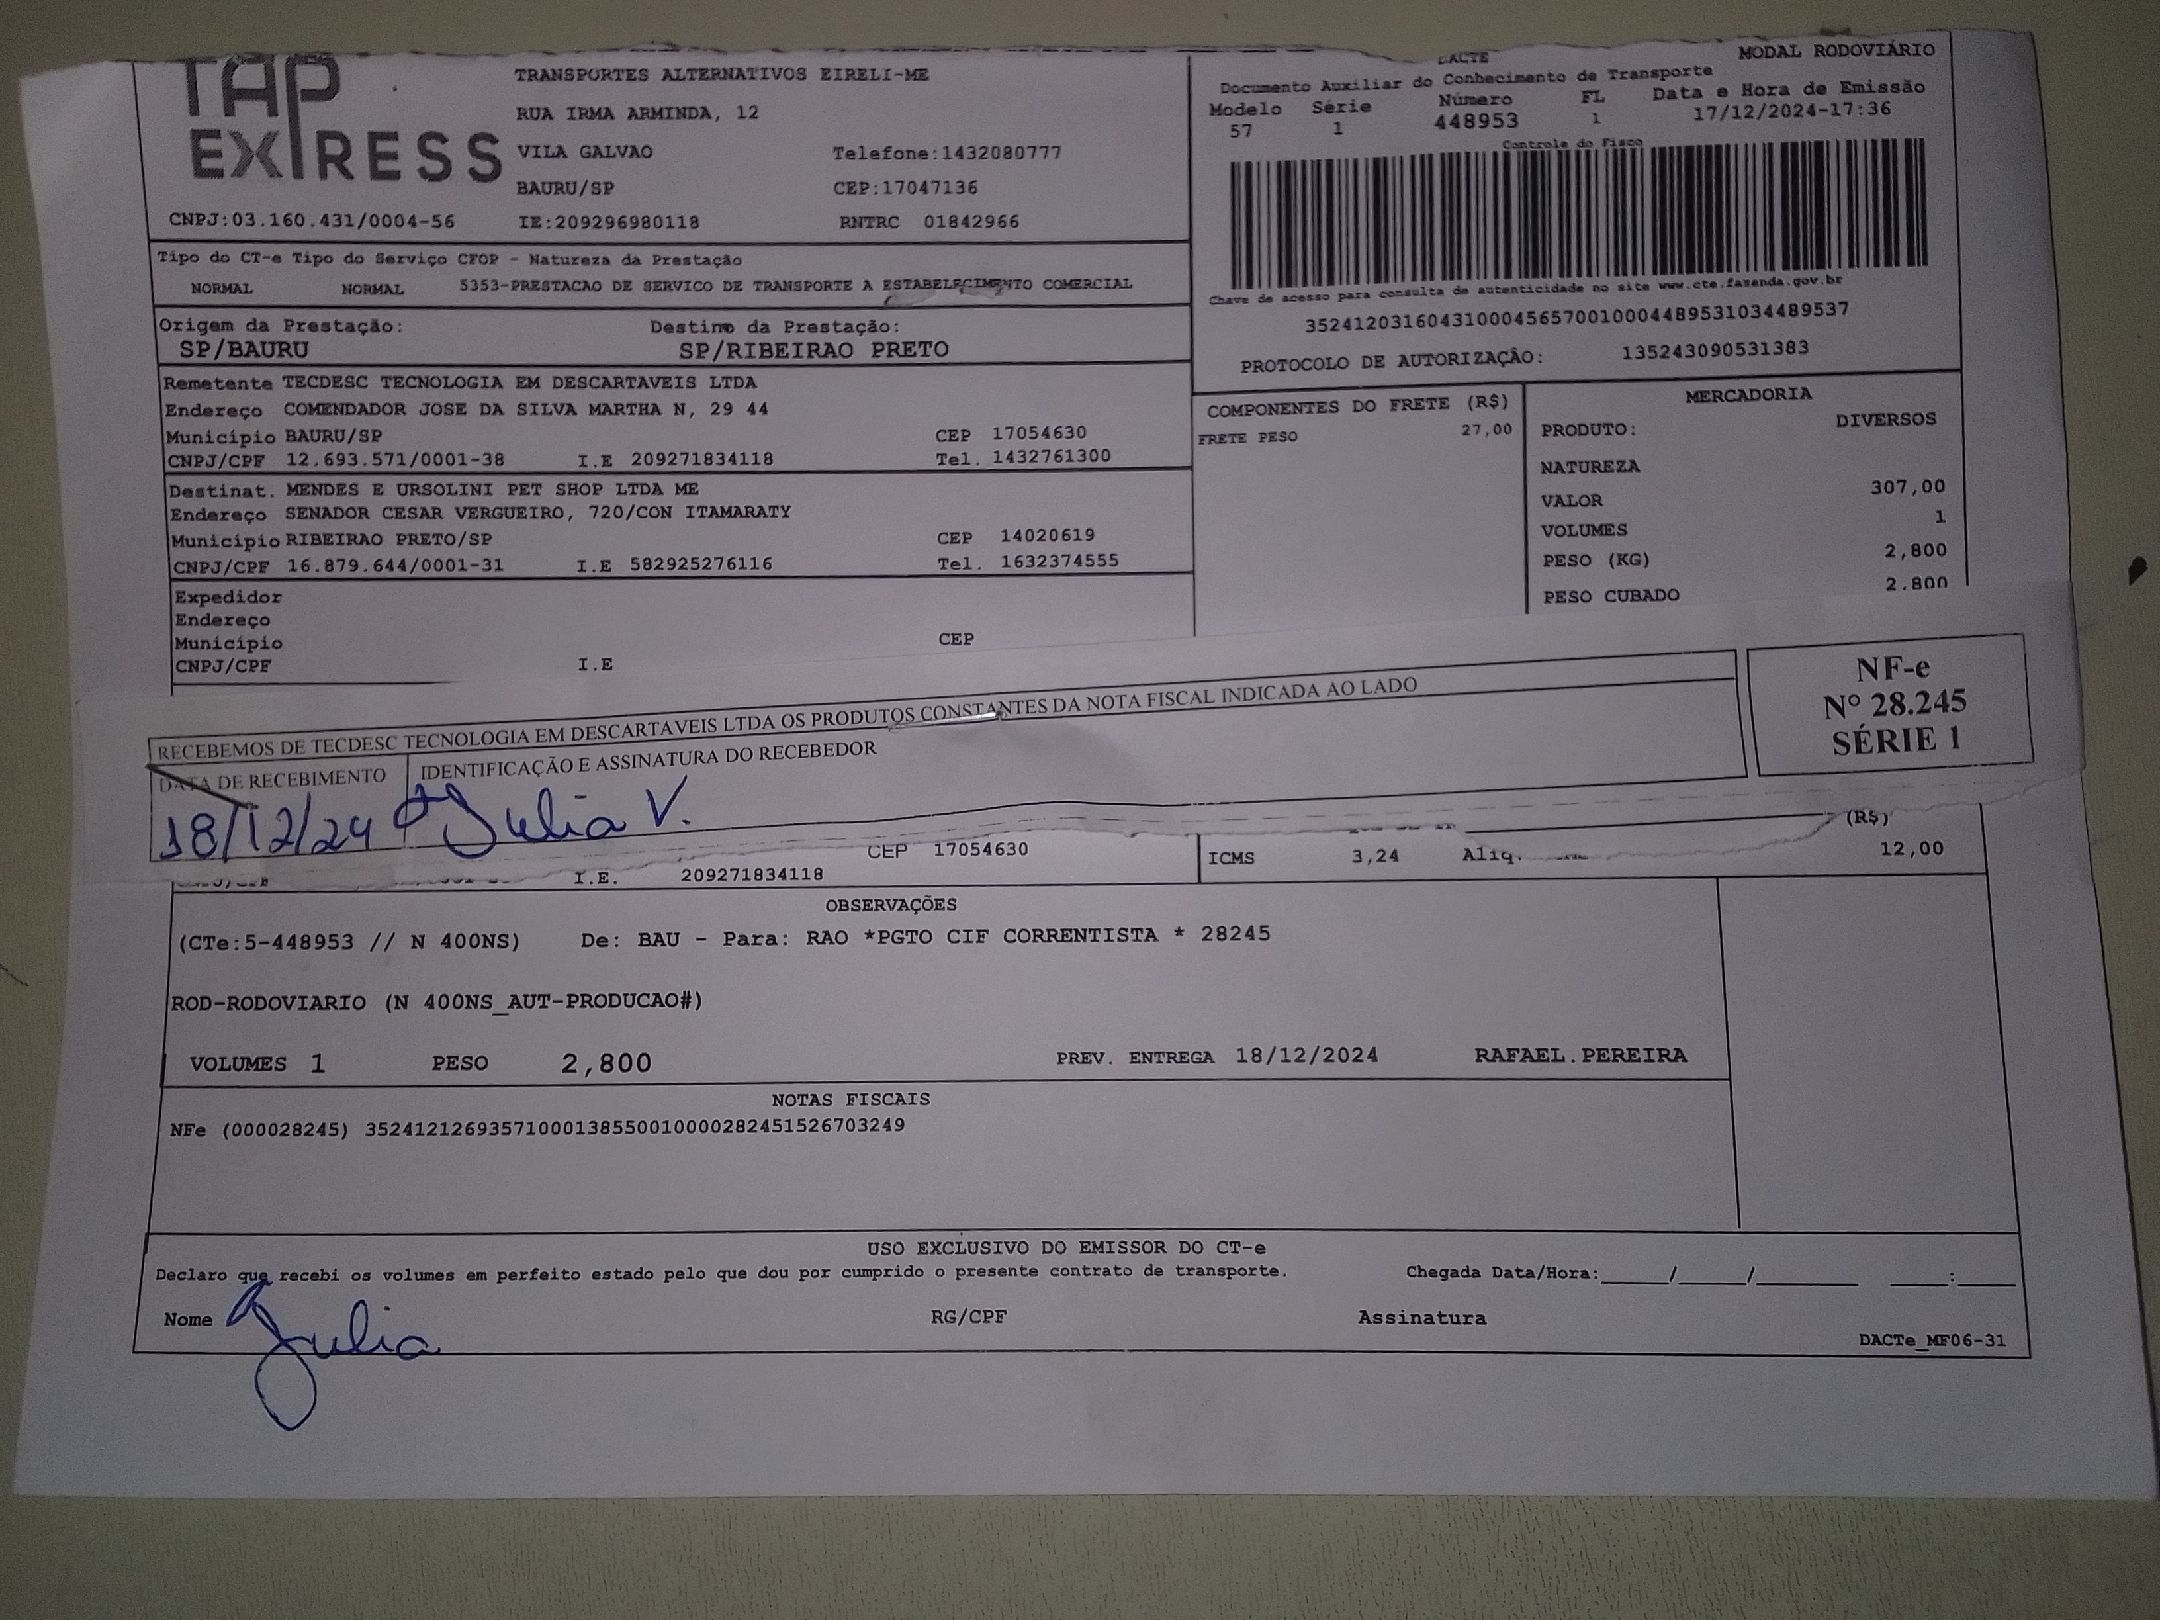 TAP
EXPRESS
TRANSPORTES ALTERNATIVOS EIRELI-ME
RUA IRMA ARMINDA, 12
VILA GALVAO Telefone:1432080777
BAURU/SP CEP:17047136
CNPJ:03.160.431/0004-56 IE:209296980118 RNTRC 01842966
DACTE MODAL RODOVIÁRIO
Documento Auxiliar do Conhecimento de Transporte
Modelo Série Número FL Data e Hora de Emissão
57 1 448953 1 17/12/2024-17:36
Controle do Fisco
Chave de acesso para consulta de autenticidade no site www.cte.fazenda.gov.br
35241203160431000456570010004489531034489537
PROTOCOLO DE AUTORIZAÇÂO: 135243090531383
Tipo do CT-e Tipo do Serviço CFOP - Natureza da Prestação
NORMAL NORMAL 5353-PRESTACAO DE SERVICO DE TRANSPORTE A ESTABELECIMENTO COMERCIAL
Origem da Prestação: Destino da Prestação:
SP/BAURU SP/RIBEIRAO PRETO
Remetente TECDESC TECNOLOGIA EM DESCARTAVEIS LTDA
Endereço COMENDADOR JOSE DA SILVA MARTHA N, 29 44
Município BAURU/SP CEP 17054630
CNPJ/CPF 12.693.571/0001-38 I.E 209271834118 Tel. 1432761300
Destinat. MENDES E URSOLINI PET SHOP LTDA ME
Endereço SENADOR CESAR VERGUEIRO, 720/CON ITAMARATY
Município RIBEIRAO PRETO/SP CEP 14020619
CNPJ/CPF 16.879.644/0001-31 I.E 582925276116 Tel. 1632374555
Expedidor
Endereço
Município CEP
CNPJ/CPF I.E
COMPONENTES DO FRETE (R$)
FRETE PESO 27,00
MERCADORIA
PRODUTO: DIVERSOS
NATUREZA
VALOR 307,00
VOLUMES 1
PESO (KG) 2,800
PESO CUBADO 2.800
RECEBEMOS DE TECDESC TECNOLOGIA EM DESCARTAVEIS LTDA OS PRODUTOS CONSTANTES DA NOTA FISCAL INDICADA AO LADO
DATA DE RECEBIMENTO IDENTIFICAÇÃO E ASSINATURA DO RECEBEDOR
18/12/24 Julia V.
NF-e
Nº 28.245
SÉRIE 1
(R$)
CEP 17054630
ICMS 3,24 Aliq. 12,00
CNPJ/CPF I.E. 209271834118
OBSERVAÇÕES
(CTe:5-448953 // N 400NS) De: BAU - Para: RAO *PGTO CIF CORRENTISTA * 28245
ROD-RODOVIARIO (N 400NS_AUT-PRODUCAO#)
VOLUMES 1 PESO 2,800 PREV. ENTREGA 18/12/2024 RAFAEL.PEREIRA
NOTAS FISCAIS
NFe (000028245) 35241212693571000138550010000282451526703249
USO EXCLUSIVO DO EMISSOR DO CT-e
Declaro que recebi os volumes em perfeito estado pelo que dou por cumprido o presente contrato de transporte. Chegada Data/Hora:_____/_____/_______ ____:____
Nome Julia RG/CPF Assinatura
DACTe_MF06-31